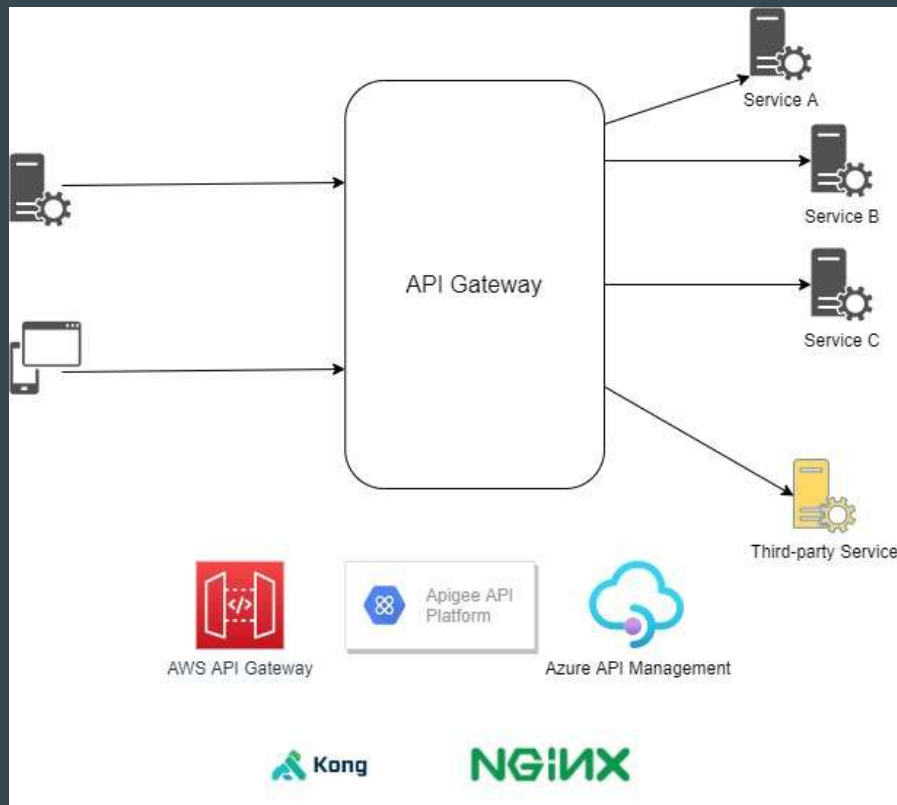 Service A
Service B
API Gateway
Service C
Third-party Service
Apigee API
Platform
AWS API Gateway
Azure API Management
Kong
NGINX